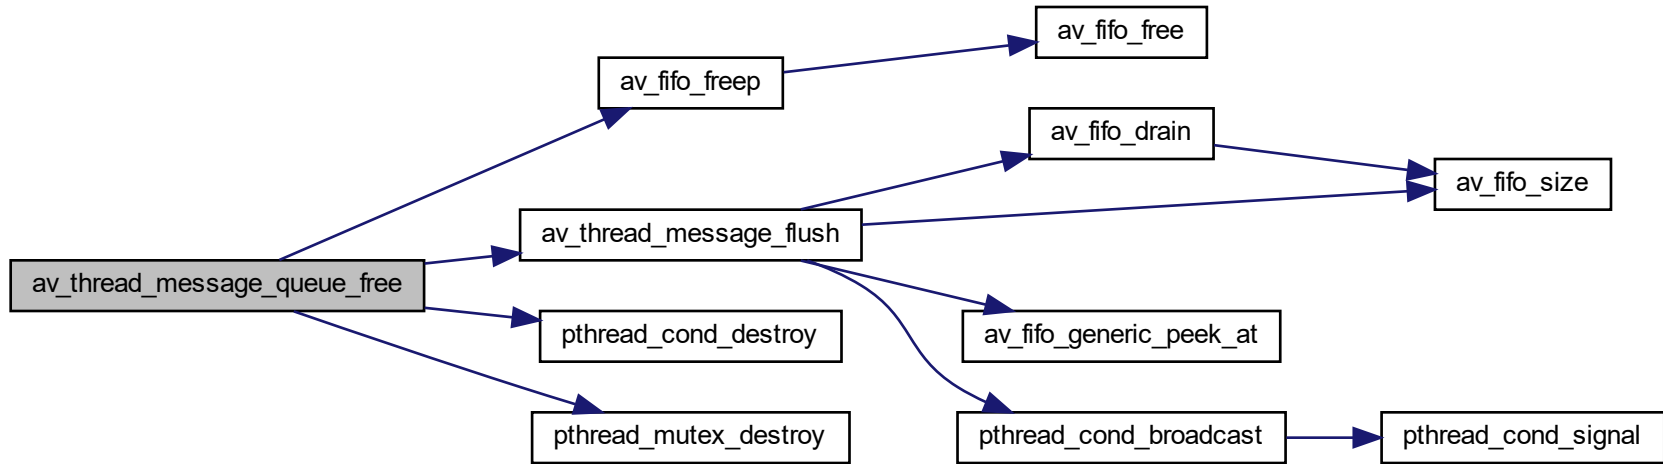 av_fifo_free
av_fifo_freep
av_fifo_drain
av_fifo_size
av_thread_message_flush
av_thread_message_queue_free
pthread_cond_destroy
av_fifo_generic_peek_at
pthread_mutex_destroy
pthread_cond_broadcast
pthread_cond_signal